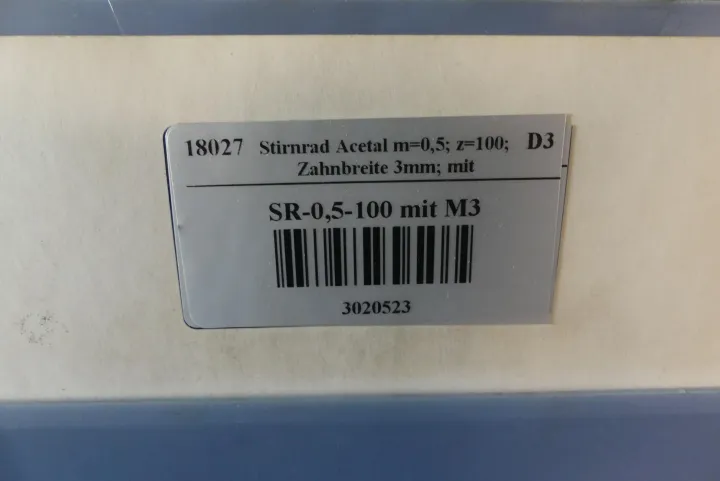 18027 Stirnrad Acetal m=0,5; z=100; D3
Zahnbreite 3mm; mit
SR-0,5-100 mit M3
3020523